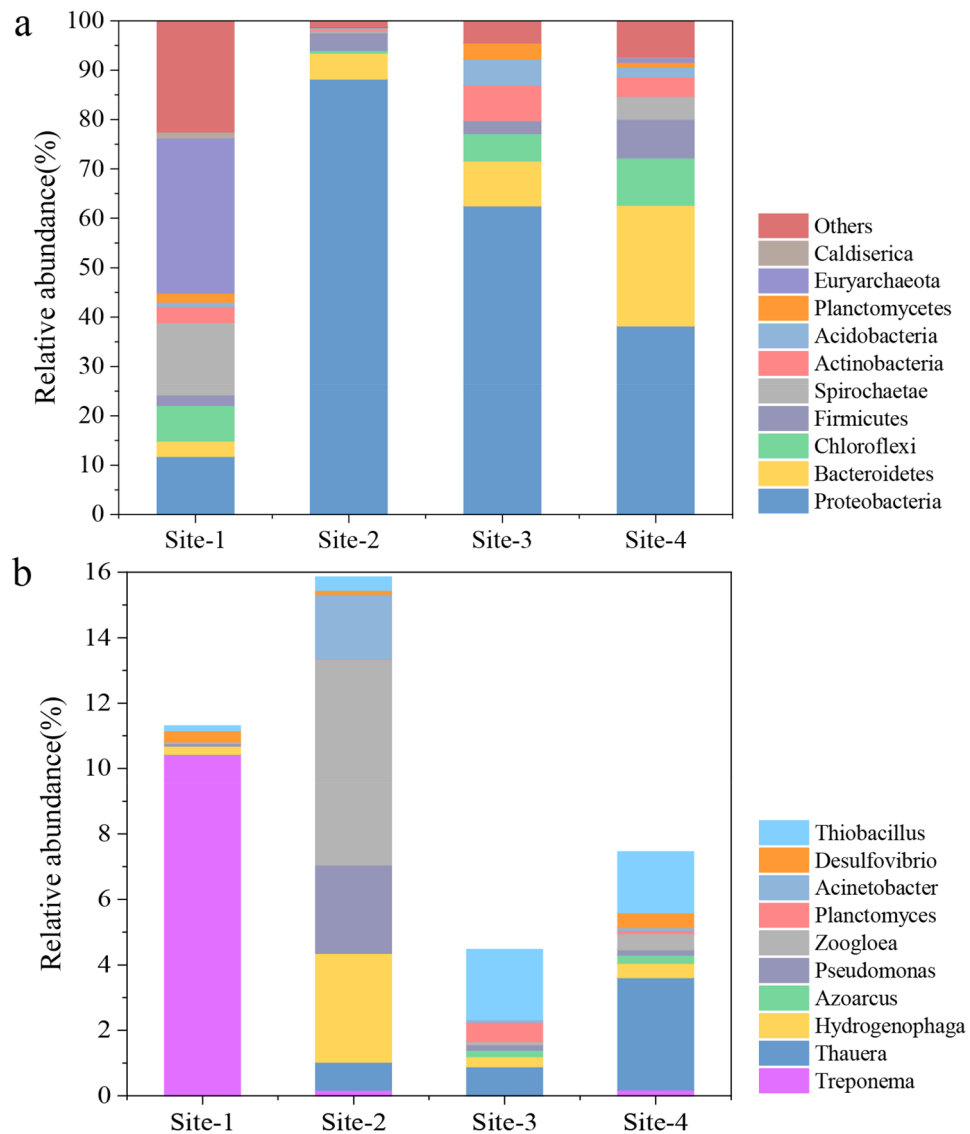 a
100
90
80
70
60
50
40
30
20
10
0
Relative abundance(%)
Site-1 Site-2 Site-3 Site-4
Others
Caldiserica
Euryarchaeota
Planctomycetes
Acidobacteria
Actinobacteria
Spirochaetae
Firmicutes
Chloroflexi
Bacteroidetes
Proteobacteria
b
16
14
12
10
8
6
4
2
0
Relative abundance(%)
Site-1 Site-2 Site-3 Site-4
Thiobacillus
Desulfovibrio
Acinetobacter
Planctomyces
Zoogloea
Pseudomonas
Azoarcus
Hydrogenophaga
Thauera
Treponema